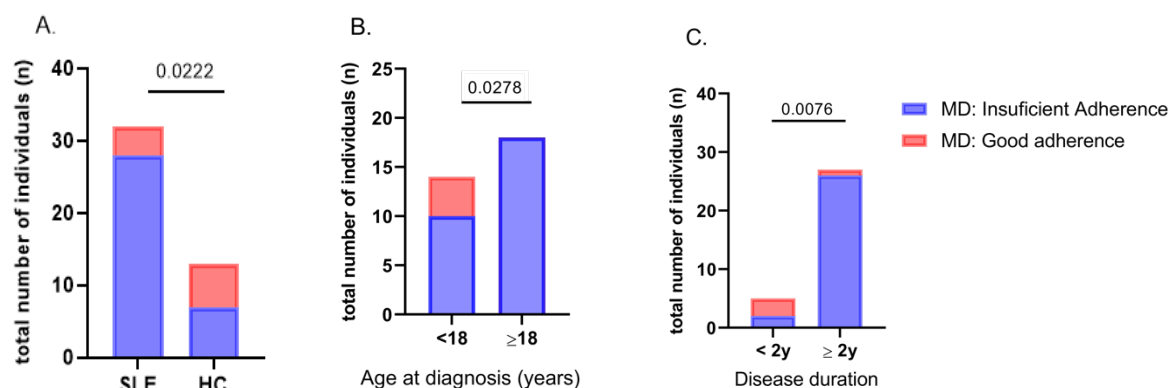 A.
total number of individuals (n)
40
30
20
10
0
0.0222
SLE HC
B.
total number of individuals (n)
25
20
15
10
5
0
0.0278
<18 ≥18
Age at diagnosis (years)
C.
total number of individuals (n)
40
30
20
10
0
0.0076
< 2y ≥ 2y
Disease duration
MD: Insuficient Adherence
MD: Good adherence